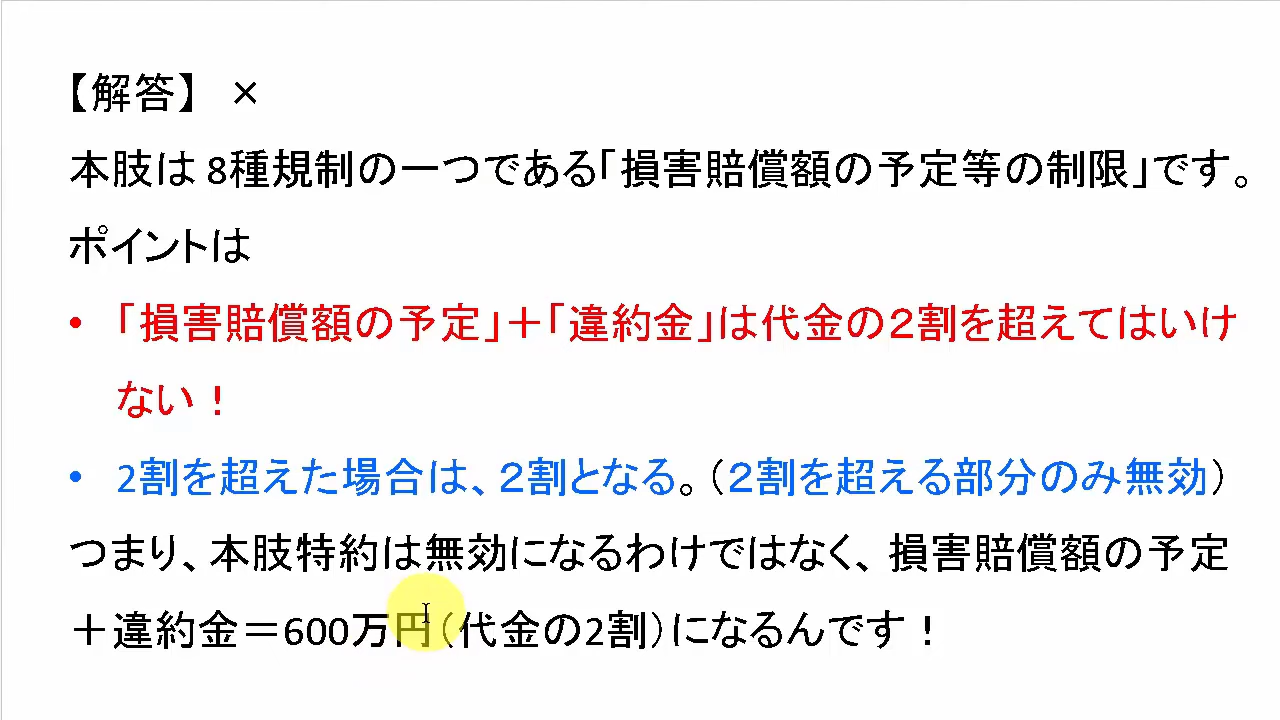 【解答】 ×
本肢は 8種規制の一つである「損害賠償額の予定等の制限」です。
ポイントは
• 「損害賠償額の予定」＋「違約金」は代金の２割を超えてはいけ
ない！
• 2割を超えた場合は、２割となる。（２割を超える部分のみ無効）
つまり、本肢特約は無効になるわけではなく、損害賠償額の予定
＋違約金＝600万円（代金の2割）になるんです！